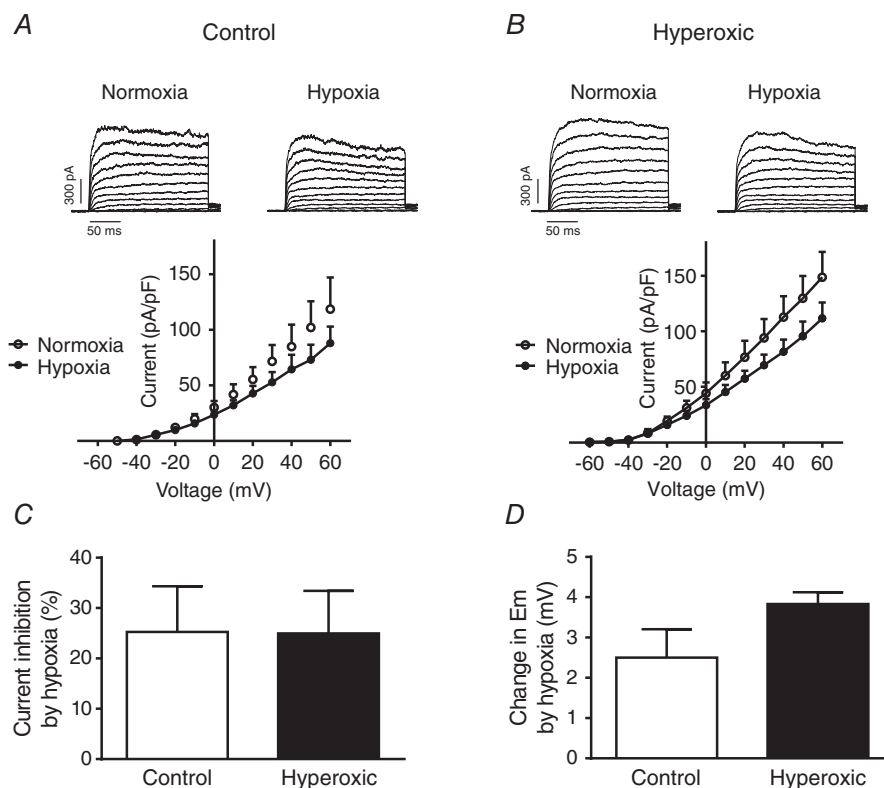 A
Control
Normoxia
Hypoxia
300 pA
50 ms
Current (pA/pF)
150
100
50
Normoxia
Hypoxia
-60 -40 -20 0 20 40 60
Voltage (mV)
B
Hyperoxic
Normoxia
Hypoxia
300 pA
50 ms
Current (pA/pF)
150
100
50
Normoxia
Hypoxia
-60 -40 -20 0 20 40 60
Voltage (mV)
C
Current inhibition
by hypoxia (%)
40
30
20
10
0
Control Hyperoxic
D
Change in Em
by hypoxia (mV)
5
4
3
2
1
0
Control Hyperoxic